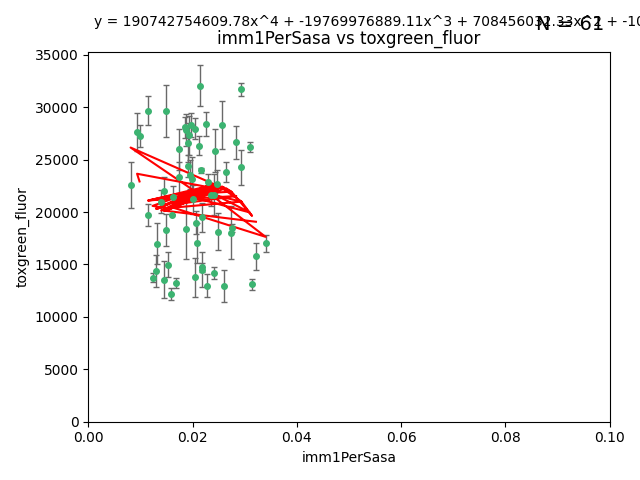 y = 190742754609.78x^4 + -19769976889.11x^3 + 708456032.33x^2 + -10
N = 61
imm1PerSasa vs toxgreen_fluor
35000
30000
25000
20000
15000
10000
5000
0
toxgreen_fluor
0.00 0.02 0.04 0.06 0.08 0.10
imm1PerSasa